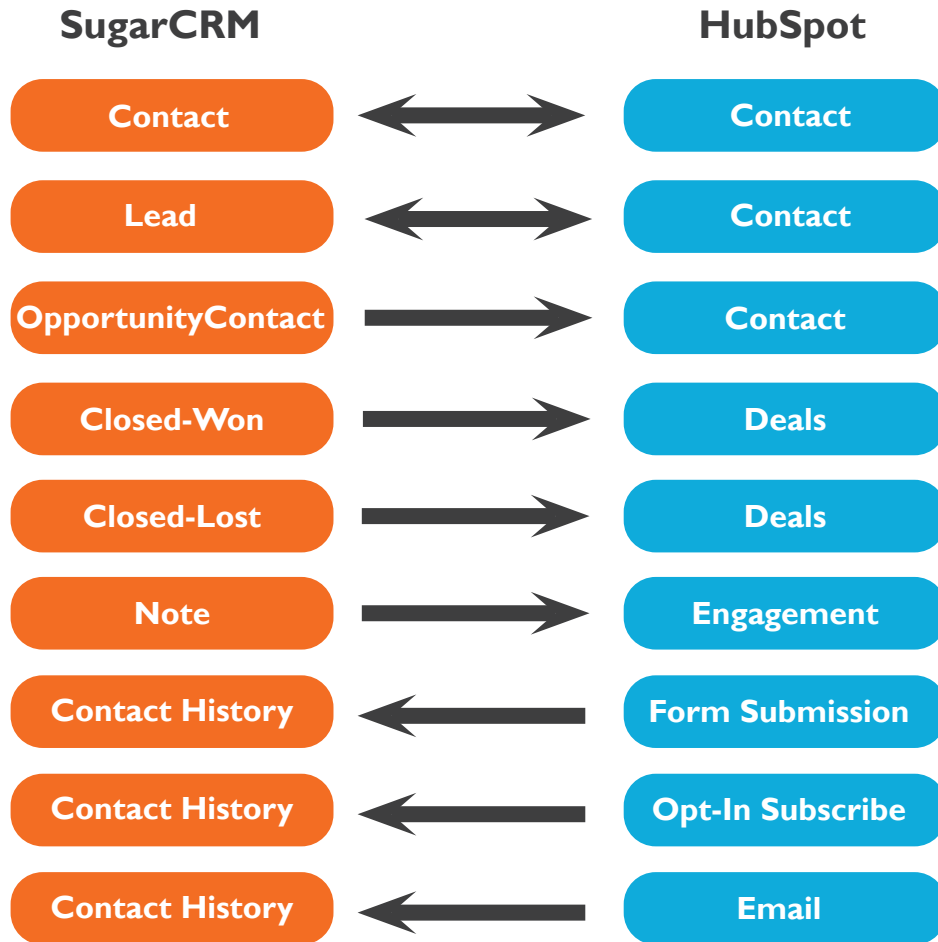 SugarCRM HubSpot
Contact Contact
Lead Contact
OpportunityContact Contact
Closed-Won Deals
Closed-Lost Deals
Note Engagement
Contact History Form Submission
Contact History Opt-In Subscribe
Contact History Email